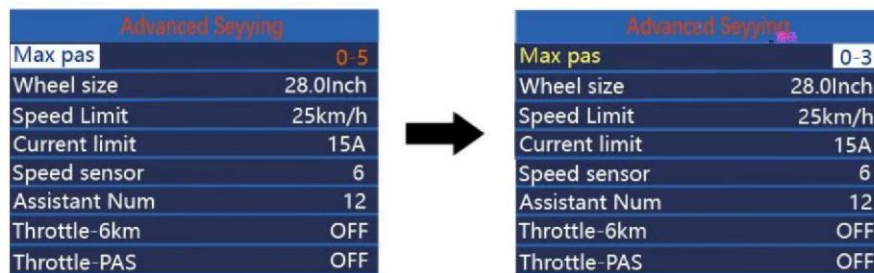 Advanced Seyying
Max pas 0-5
Wheel size 28.0Inch
Speed Limit 25km/h
Current limit 15A
Speed sensor 6
Assistant Num 12
Throttle-6km OFF
Throttle-PAS OFF
Advanced Seyying
Max pas 0-3
Wheel size 28.0Inch
Speed Limit 25km/h
Current limit 15A
Speed sensor 6
Assistant Num 12
Throttle-6km OFF
Throttle-PAS OFF